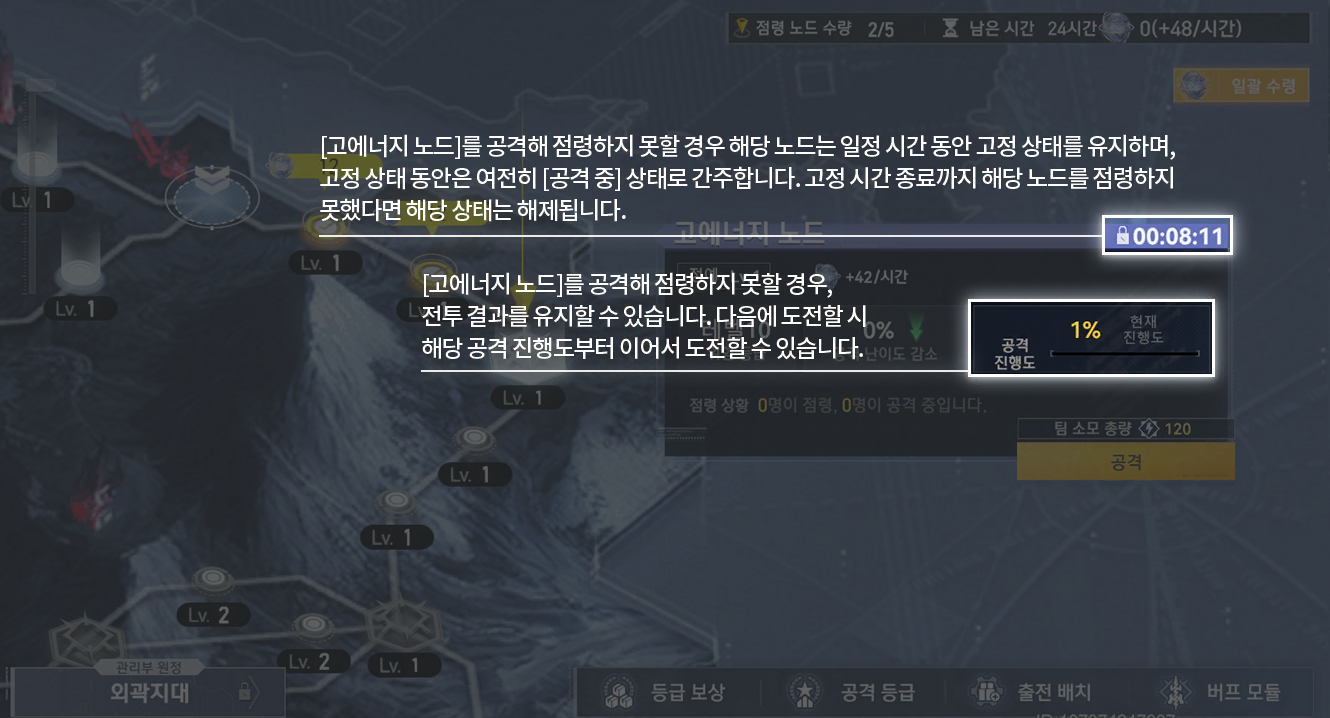 점령 노드 수량 2/5 남은 시간 24시간 0(+48/시간)
일괄 수령
[고에너지 노드]를 공격해 점령하지 못할 경우 해당 노드는 일정 시간 동안 고정 상태를 유지하며,
고정 상태 동안은 여전히 [공격 중] 상태로 간주합니다. 고정 시간 종료까지 해당 노드를 점령하지
못했다면 해당 상태는 해제됩니다.
12
Lv. 1
고에너지 노드
00:08:11
Lv. 1
+42/시간
[고에너지 노드]를 공격해 점령하지 못할 경우,
전투 결과를 유지할 수 있습니다. 다음에 도전할 시
해당 공격 진행도부터 이어서 도전할 수 있습니다.
Lv. 1
0%
난이도 감소
공격
진행도
1%
현재
진행도
Lv. 1
점령 상황 0명이 점령, 0명이 공격 중입니다.
팀 소모 총량 120
공격
Lv. 1
Lv. 1
Lv. 2
Lv. 2
Lv. 1
관리부 원정
외곽지대
등급 보상
공격 등급
출전 배치
버프 모듈